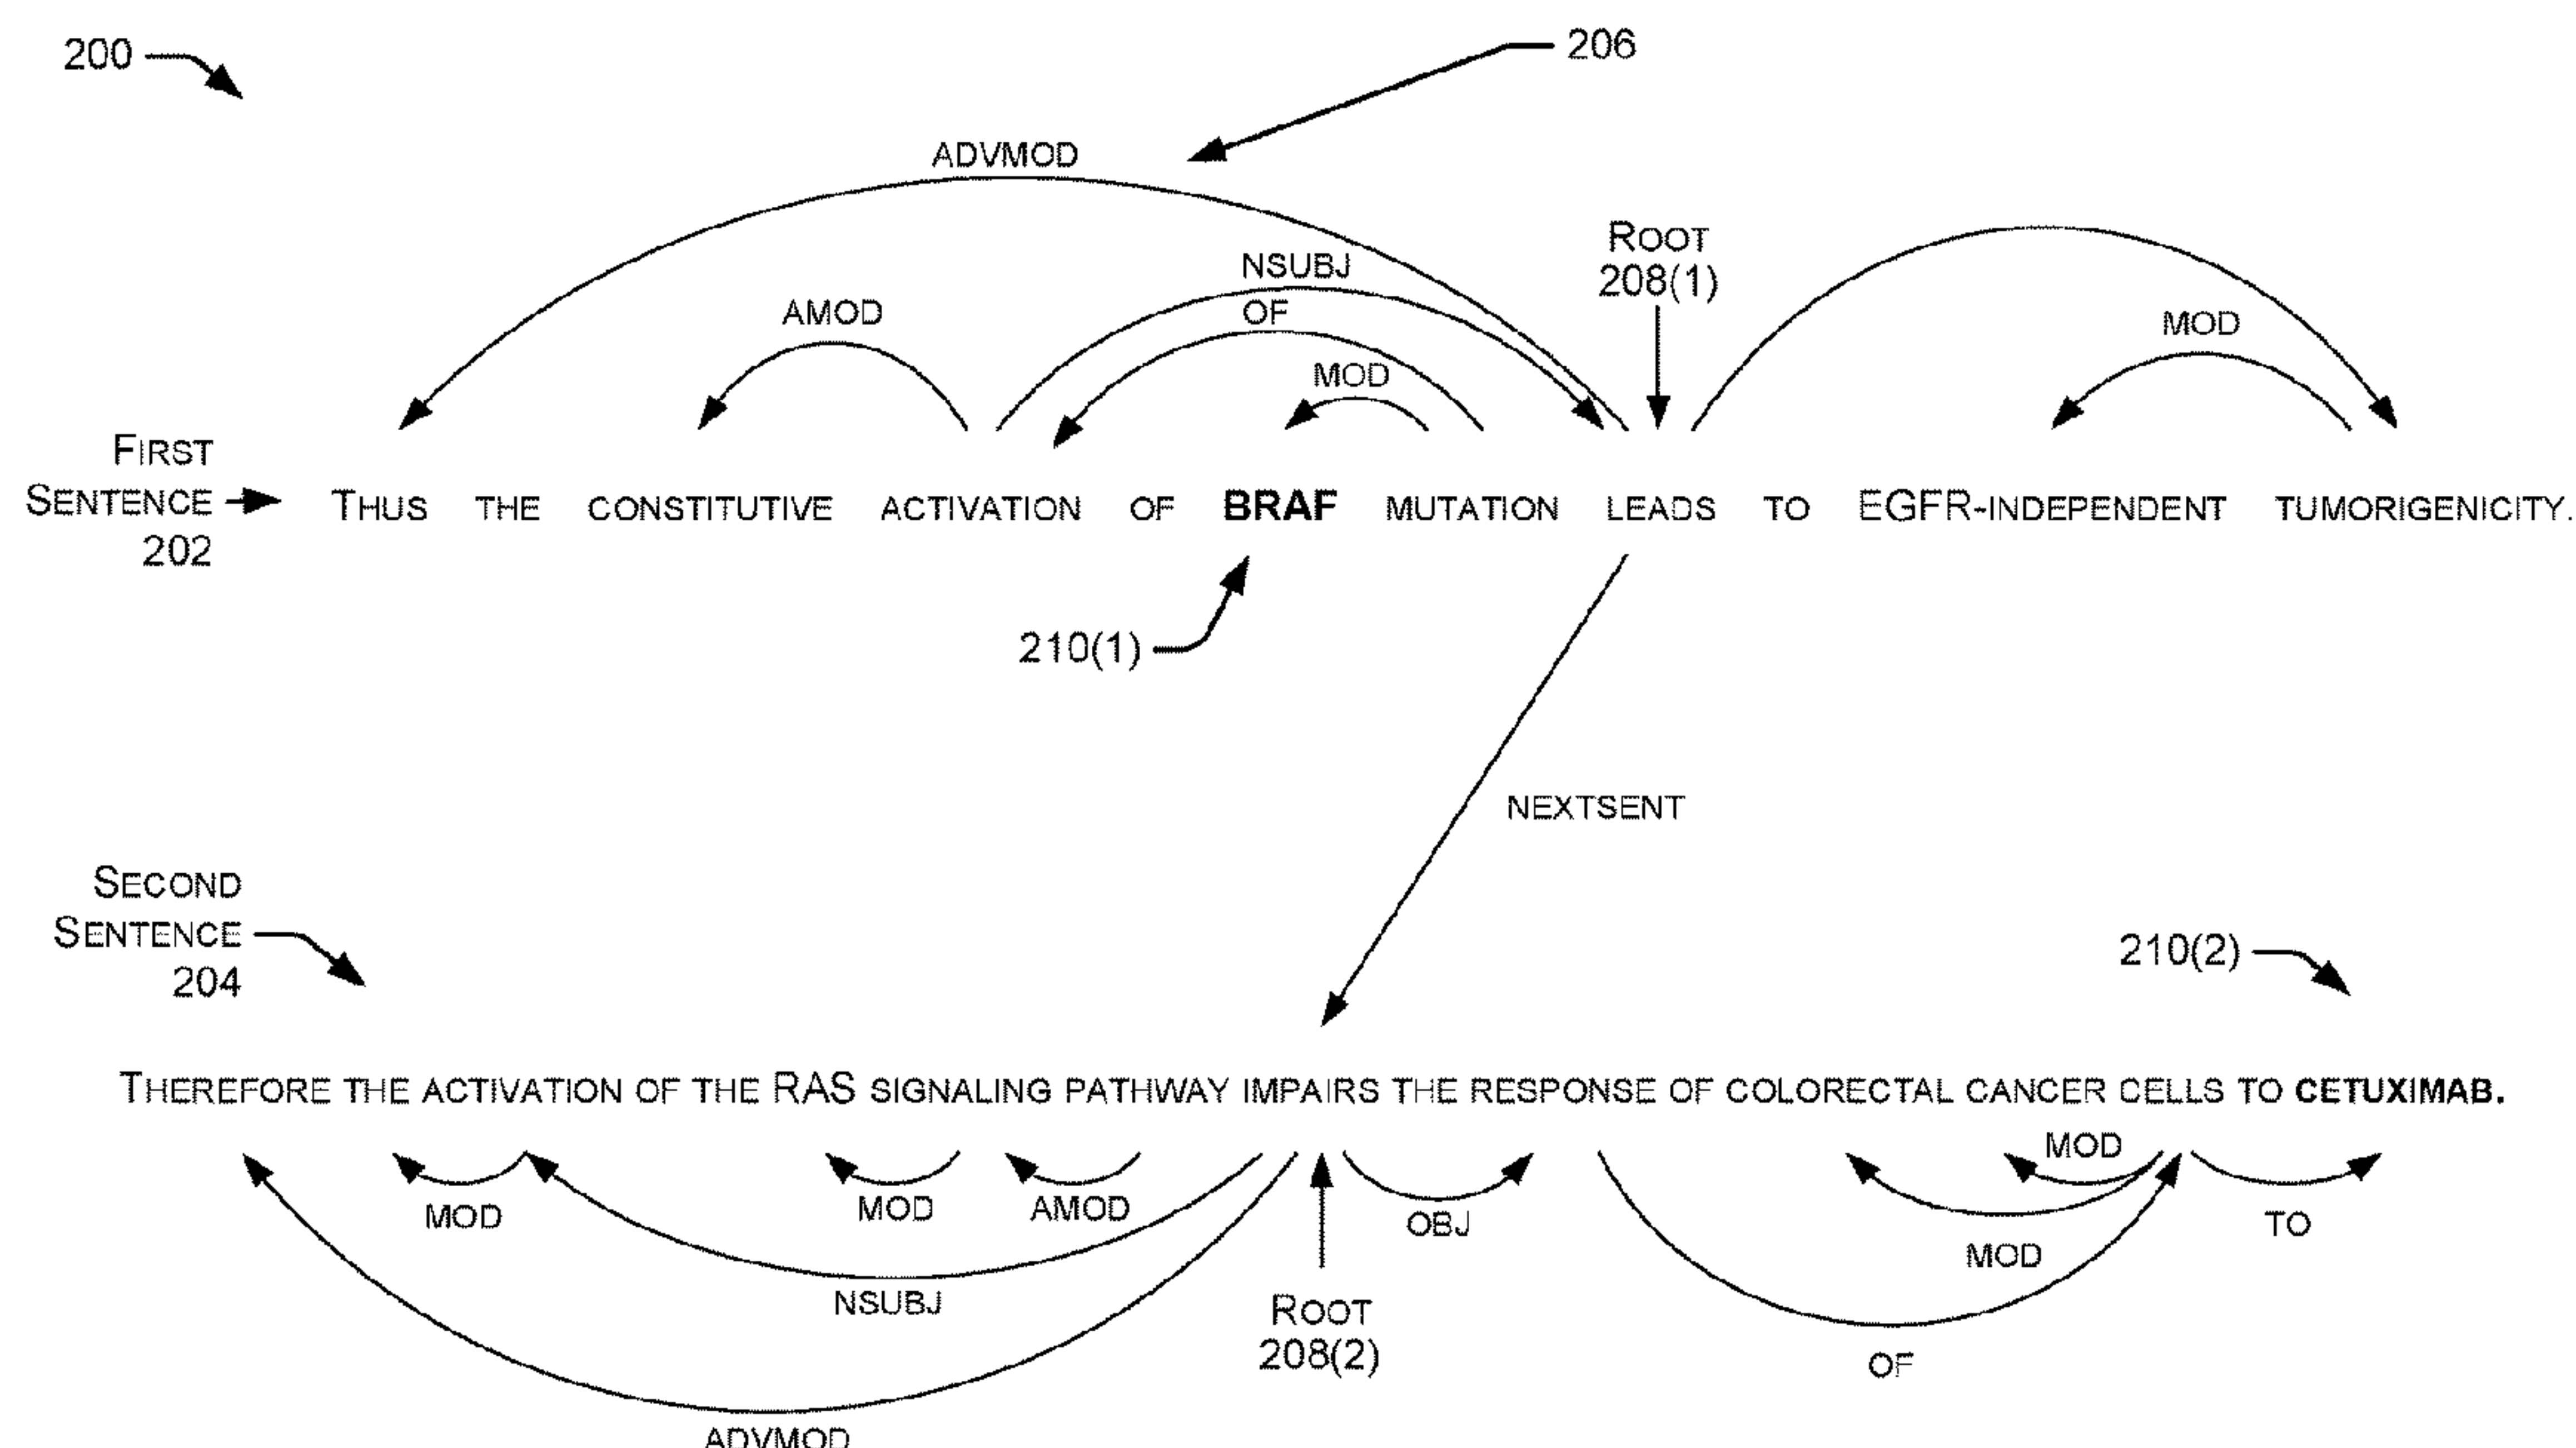 200
206
ADVMOD
NSUBJ
ROOT
208(1)
AMOD
OF
MOD
MOD
FIRST
SENTENCE
202
THUS THE CONSTITUTIVE ACTIVATION OF BRAF MUTATION LEADS TO EGFR-INDEPENDENT TUMORIGENICITY.
210(1)
NEXTSENT
SECOND
SENTENCE
204
210(2)
THEREFORE THE ACTIVATION OF THE RAS SIGNALING PATHWAY IMPAIRS THE RESPONSE OF COLORECTAL CANCER CELLS TO CETUXIMAB.
MOD
MOD
MOD
AMOD
OBJ
TO
MOD
NSUBJ
ROOT
208(2)
OF
ADVMOD